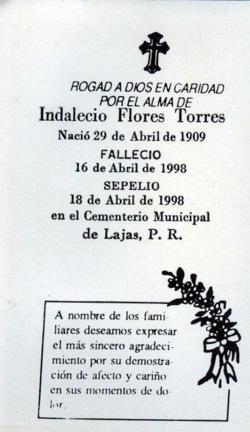 ROGAD A DIOS EN CARIDAD
POR EL ALMA DE
Indalecio Flores Torres
Nació 29 de Abril de 1909
FALLECIO
16 de Abril de 1998
SEPELIO
18 de Abril de 1998
en el Cementerio Municipal
de Lajas, P. R.
A nombre de los fami-
iliares deseamos expresar
el más sincero agradeci-
miento por su demostra-
ción de afecto y cariño
en sus momentos de do-
lor.